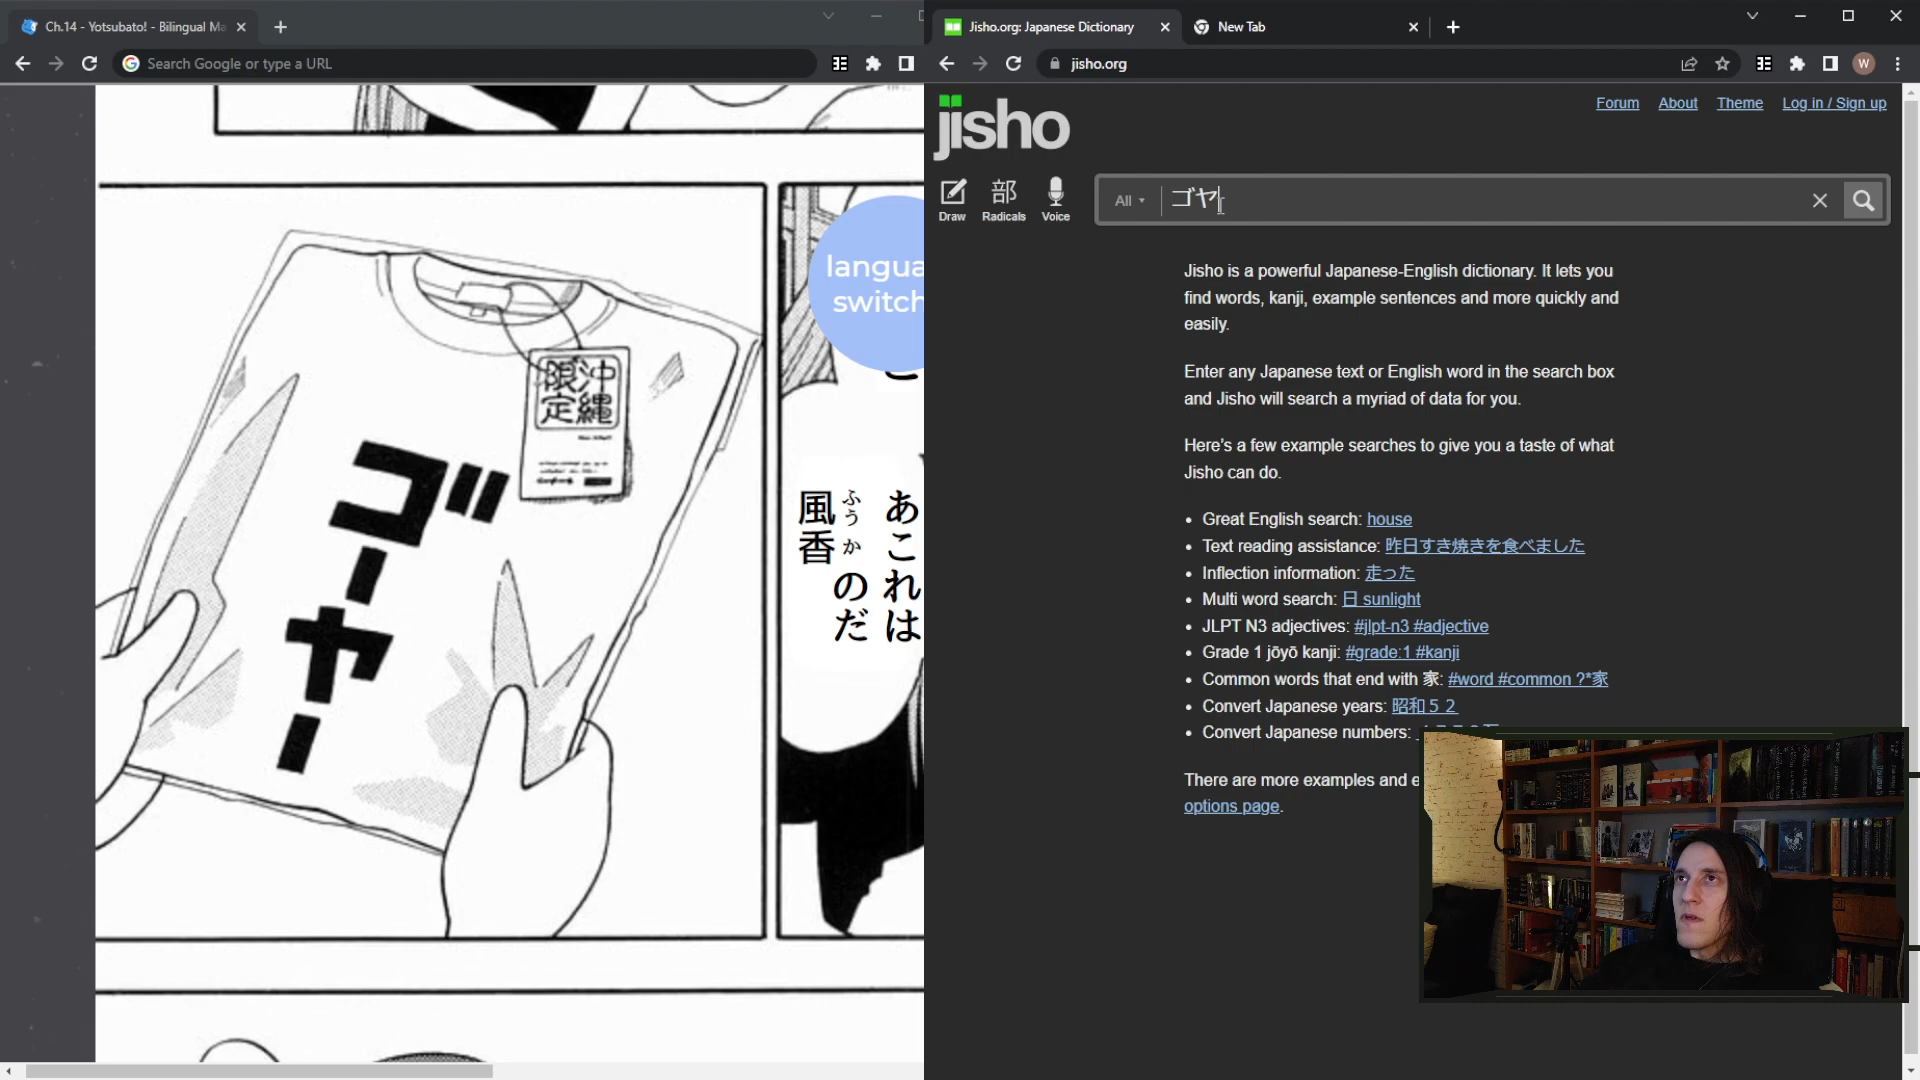 Ch.14 - Yotsubato! - Bilingual Ma
Search Google or type a URL
沖縄
限定
ゴーヤー
langua
switch
あこれは
風香のだ
ふうか
Jisho.org: Japanese Dictionary
New Tab
jisho.org
W
Forum
About
Theme
Log in / Sign up
jisho
Draw
部
Radicals
Voice
All
ゴヤ
Jisho is a powerful Japanese-English dictionary. It lets you
find words, kanji, example sentences and more quickly and
easily.
Enter any Japanese text or English word in the search box
and Jisho will search a myriad of data for you.
Here's a few example searches to give you a taste of what
Jisho can do.
Great English search: house
Text reading assistance: 昨日すき焼きを食べました
Inflection information: 走った
Multi word search: 日 sunlight
JLPT N3 adjectives: #jlpt-n3 #adjective
Grade 1 jōyō kanji: #grade:1 #kanji
Common words that end with 家: #word #common ?*家
Convert Japanese years: 昭和５２
Convert Japanese numbers:
There are more examples and e
options page.